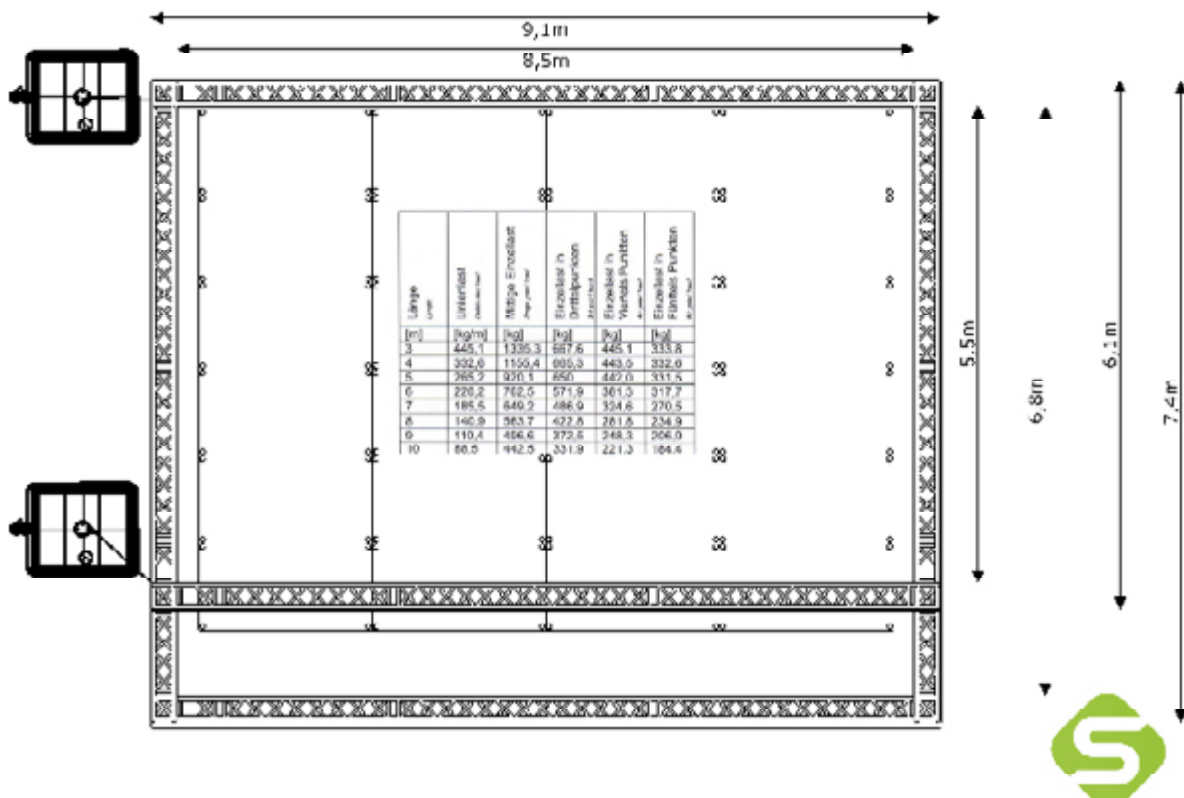 9,1m
8,5m
Länge
Linienlast
Mittige Einzellast
Einzellast in
Drittelpunkten
Einzellast in
Viertels Punkten
Einzellast in
Fünftels Punkten
[m] [kg/m] [kg] [kg] [kg] [kg]
3 445,1 1335,3 667,6 445,1 333,8
4 332,6 1155,4 665,3 443,5 332,6
5 265,2 920,1 650 442,0 331,5
6 220,2 762,5 571,9 381,3 317,7
7 185,5 649,2 486,9 324,6 270,5
8 140,9 563,7 422,8 281,8 234,9
9 110,4 496,6 372,5 248,3 206,9
10 88,5 442,5 331,9 221,3 184,4
5.5m
6,8m
6,1m
7,4m
S